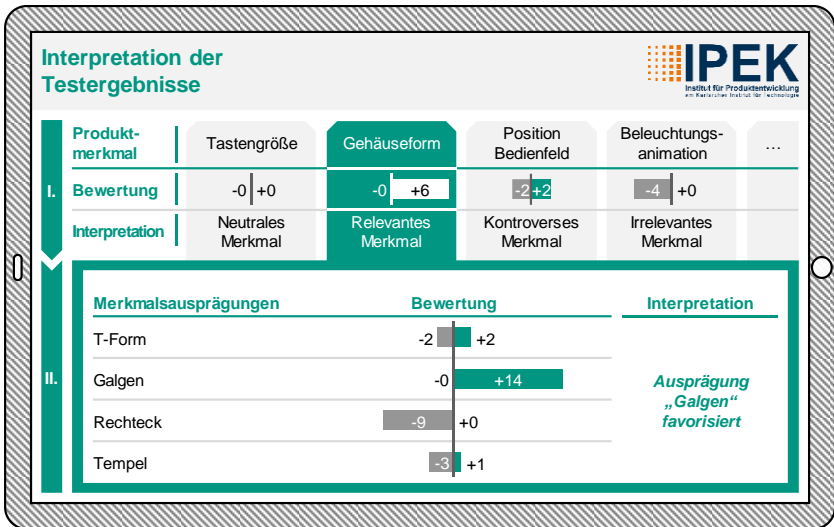 Interpretation der
Testergebnisse
IPEK
Institut für Produktentwicklung
am Karlsruher Institut für Technologie
I.
Produkt-
merkmal
Tastengröße
Gehäuseform
Position
Bedienfeld
Beleuchtungs-
animation
…
Bewertung
-0 +0
-0 +6
-2 +2
-4 +0
Interpretation
Neutrales
Merkmal
Relevantes
Merkmal
Kontroverses
Merkmal
Irrelevantes
Merkmal
II.
Merkmalsausprägungen Bewertung Interpretation
T-Form -2 +2
Galgen -0 +14
Rechteck -9 +0
Tempel -3 +1
Ausprägung
„Galgen“
favorisiert